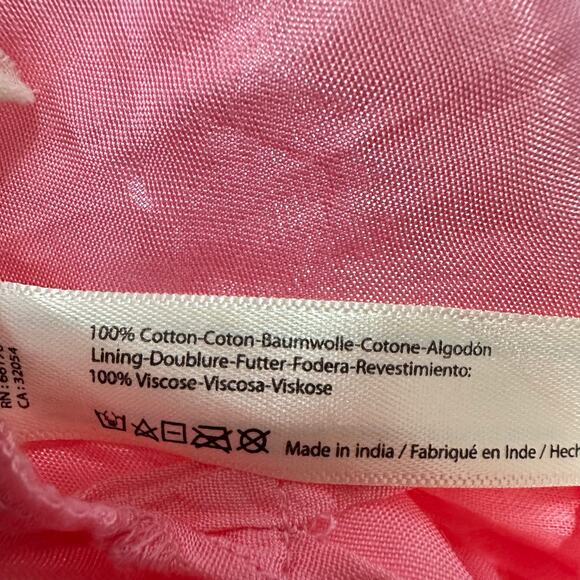 100% Cotton-Coton-Baumwolle-Cotone-Algodón
Lining-Doublure-Futter-Fodera-Revestimiento:
100% Viscose-Viscosa-Viskose
Made in india / Fabriqué en Inde / Hech
CA:32054